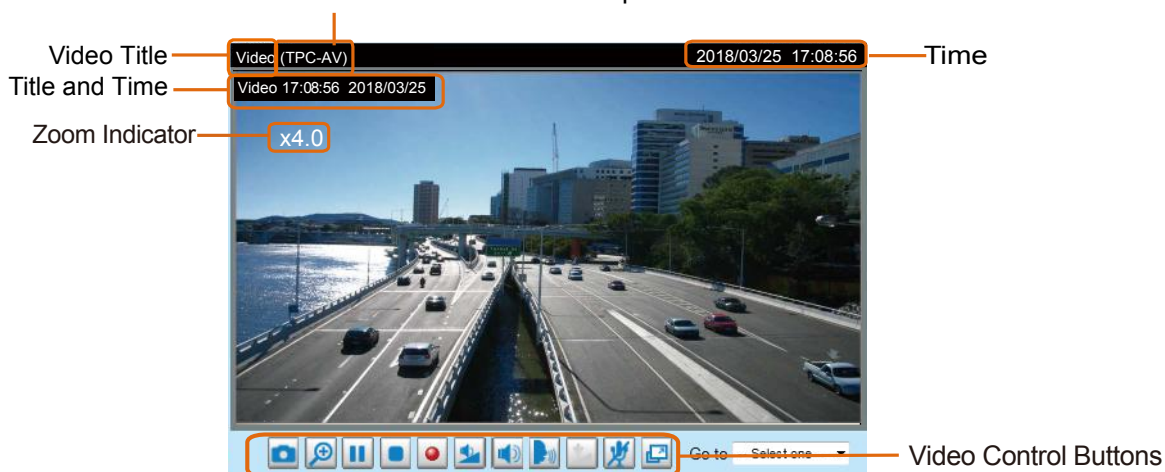 Video Title
Video (TPC-AV)
2018/03/25 17:08:56
Time
Title and Time
Video 17:08:56 2018/03/25
Zoom Indicator
x4.0
Go to
Select one
Video Control Buttons